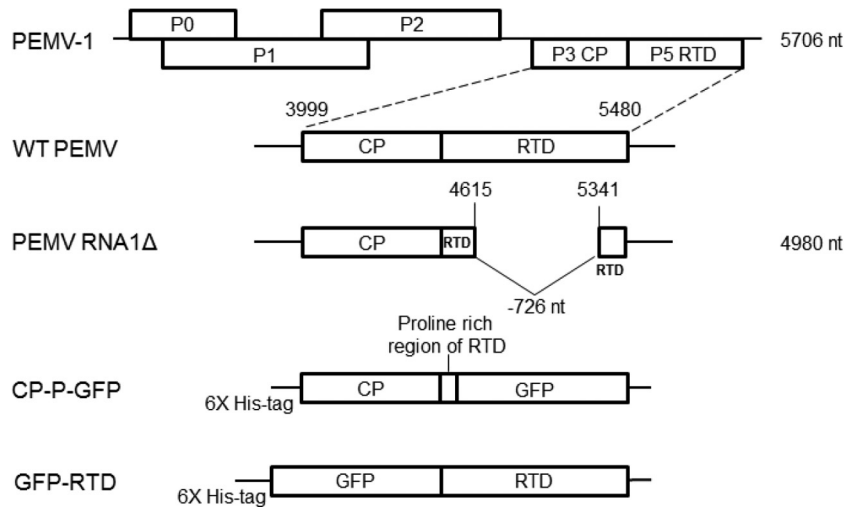 P0 P2
PEMV-1 5706 nt
P1 P3 CP P5 RTD
3999 5480
WT PEMV CP RTD
4615 5341
PEMV RNA1Δ CP RTD 4980 nt
RTD
-726 nt
Proline rich
region of RTD
CP-P-GFP CP GFP
6X His-tag
GFP-RTD GFP RTD
6X His-tag